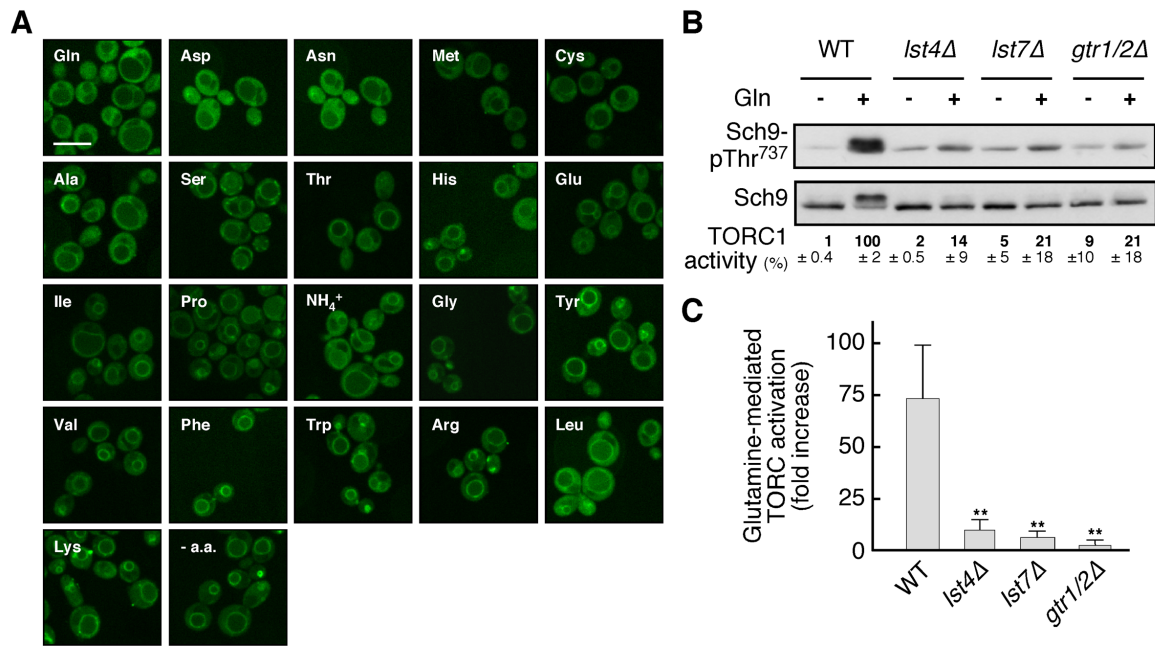 A
Gln Asp Asn Met Cys
Ala Ser Thr His Glu
Ile Pro NH₄⁺ Gly Tyr
Val Phe Trp Arg Leu
Lys - a.a.
B
WT lst4Δ lst7Δ gtr1/2Δ
Gln - + - + - + - +
Sch9-
pThr⁷³⁷
Sch9
TORC1 1 100 2 14 5 21 9 21
activity (%) ± 0.4 ± 2 ± 0.5 ± 9 ± 5 ± 18 ±10 ± 18
C
Glutamine-mediated
TORC activation
(fold increase)
100
75
50
25
0
** ** **
WT lst4Δ lst7Δ gtr1/2Δ